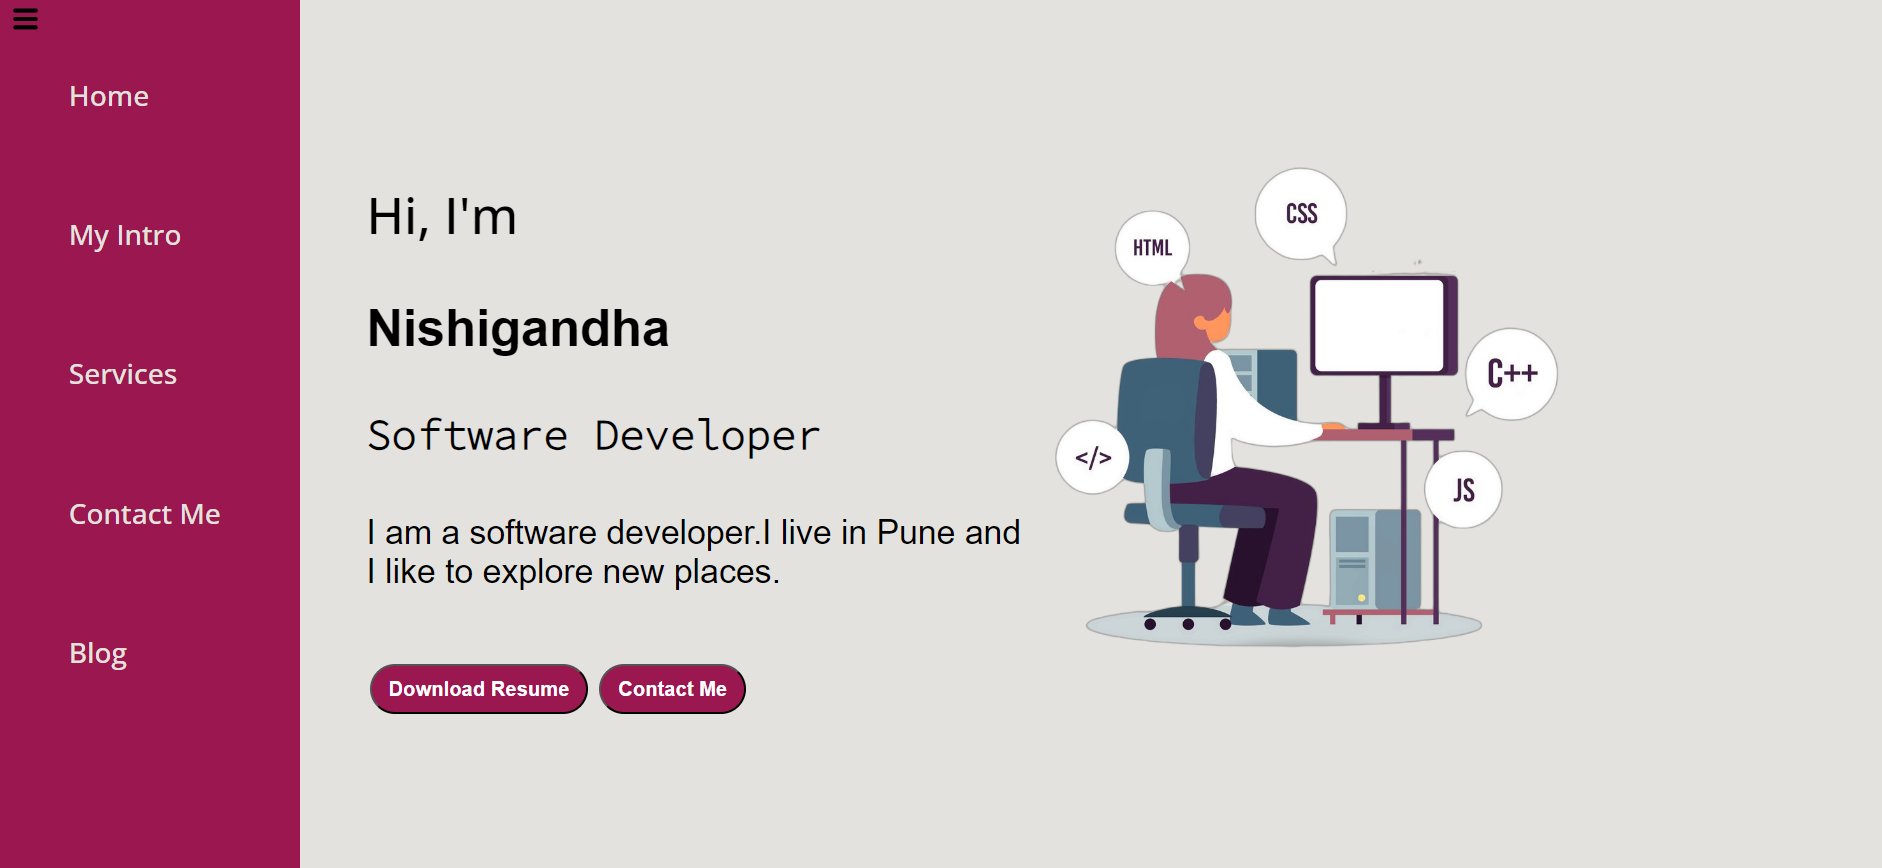 Home
My Intro
Services
Contact Me
Blog
Hi, I'm
Nishigandha
Software Developer
I am a software developer.I live in Pune and
I like to explore new places.
Download Resume
Contact Me
CSS
HTML
C++
</>
JS